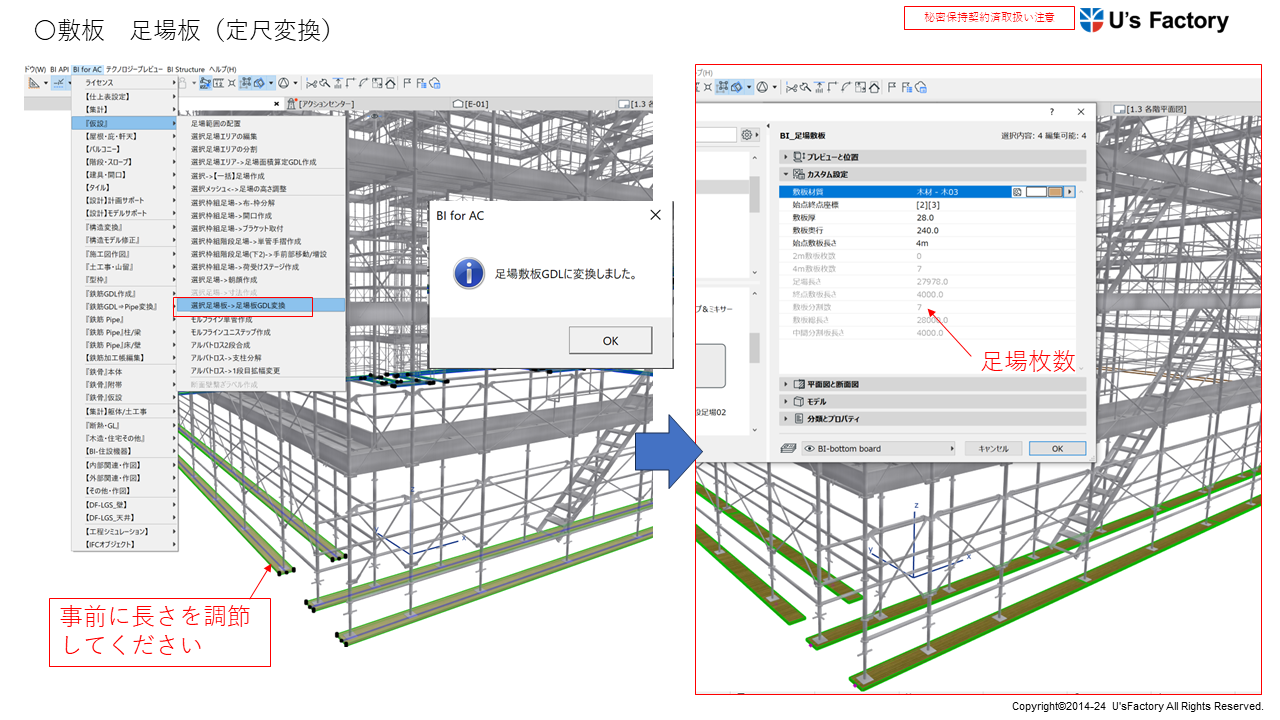 〇敷板　足場板（定尺変換）
秘密保持契約済取扱い注意
U's Factory
ドウ(W) BI API BI for AC テクノロジープレビュー BI Structure ヘルプ(H)
[アクションセンター]
[E-01]
[1.3 各
ライセンス
【仕上表設定】
【集計】
『仮設』
【屋根・庇・軒天】
【バルコニー】
【階段・スロープ】
【建具・開口】
【タイル】
【設計】計画サポート
【設計】モデルサポート
『構造変換』
『構造モデル修正』
『施工図作図』
『土工事・山留』
『型枠』
『鉄筋GDL作成』
『鉄筋GDL⇒Pipe変換』
『鉄筋 Pipe』
『鉄筋 Pipe』柱/梁
『鉄筋 Pipe』床/壁
【鉄筋加工帳編集】
『鉄骨』本体
『鉄骨』附帯
『鉄骨』仮設
【集計】躯体/土工事
『断熱・GL』
『木造・住宅その他』
【BI-住設機器】
【内部関連・作図】
【外部関連・作図】
【その他・作図】
【DF-LGS_壁】
【DF-LGS_天井】
【工程シミュレーション】
【IFCオブジェクト】
足場範囲の配置
選択足場エリアの編集
選択足場エリアの分割
選択足場エリア->足場面積算定GDL作成
選択->【一括】足場作成
選択メッシュ<->足場の高さ調整
選択枠組足場->布-枠分解
選択枠組足場->開口作成
選択枠組足場->ブラケット取付
選択枠組階段足場->単管手摺作成
選択枠組階段足場(下2)->手前部移動/増設
選択枠組足場->荷受けステージ作成
選択足場->朝顔作成
選択足場->寸法作成
選択足場板->足場板GDL変換
モルフライン単管作成
モルフラインユニステップ作成
アルバトロス2段合成
アルバトロス->支柱分解
アルバトロス->1段目拡幅変更
BI for AC
足場敷板GDLに変換しました。
OK
事前に長さを調節
してください
プ(H)
[1.3 各階平面図]
?
BI_足場敷板
選択内容: 4 編集可能: 4
プレビューと位置
カスタム設定
敷板材質 木材 - 木03
始点終点座標 [2][3]
敷板厚 28.0
敷板奥行 240.0
始点敷板長さ 4m
2m敷板枚数 0
4m敷板枚数 7
足場長さ 27978.0
終点敷板長さ 4000.0
敷板分割数 7
敷板総長さ 28000.0
中間分割板長さ 4000.0
足場枚数
プ&ミキサー
設足場02
平面図と断面図
モデル
分類とプロパティ
BI-bottom board
キャンセル
OK
x
y
z
x
Copyright©2014-24 U'sFactory All Rights Reserved.